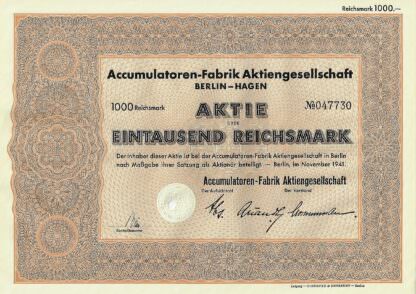 Reichsmark 1000,—
Accumulatoren-Fabrik Aktiengesellschaft
BERLIN–HAGEN
1000 Reichsmark
AKTIE
№047730
ÜBER
EINTAUSEND REICHSMARK
Der Inhaber dieser Aktie ist bei der Accumulatoren-Fabrik Aktiengesellschaft in Berlin
nach Maßgabe ihrer Satzung als Aktionär beteiligt. – Berlin, im November 1941.
Accumulatoren-Fabrik Aktiengesellschaft
Der Aufsichtsrat
Der Vorstand